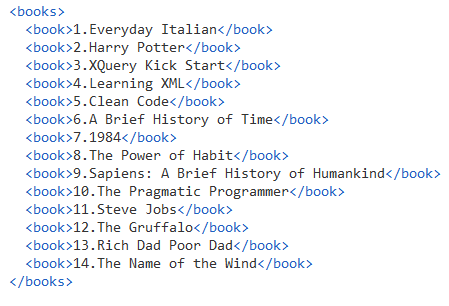 <books>
<book>1.Everyday Italian</book>
<book>2.Harry Potter</book>
<book>3.XQuery Kick Start</book>
<book>4.Learning XML</book>
<book>5.Clean Code</book>
<book>6.A Brief History of Time</book>
<book>7.1984</book>
<book>8.The Power of Habit</book>
<book>9.Sapiens: A Brief History of Humankind</book>
<book>10.The Pragmatic Programmer</book>
<book>11.Steve Jobs</book>
<book>12.The Gruffalo</book>
<book>13.Rich Dad Poor Dad</book>
<book>14.The Name of the Wind</book>
</books>